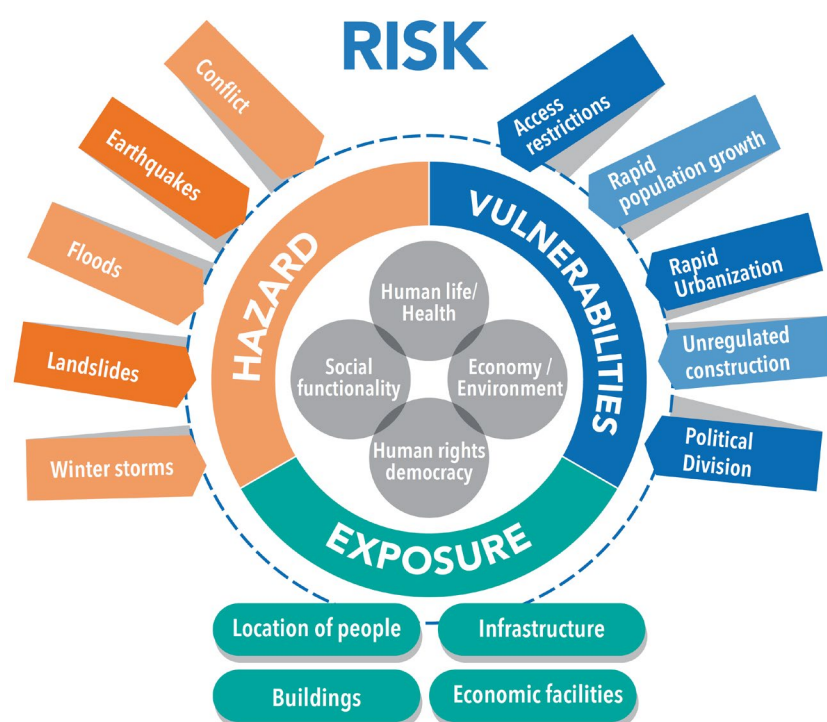 RISK
Conflict
Earthquakes
Floods
Landslides
Winter storms
Access
restrictions
Rapid
population growth
Rapid
Urbanization
Unregulated
construction
Political
Division
HAZARD
VULNERABILITIES
EXPOSURE
Human life/
Health
Social
functionality
Economy /
Environment
Human rights
democracy
Location of people
Infrastructure
Buildings
Economic facilities